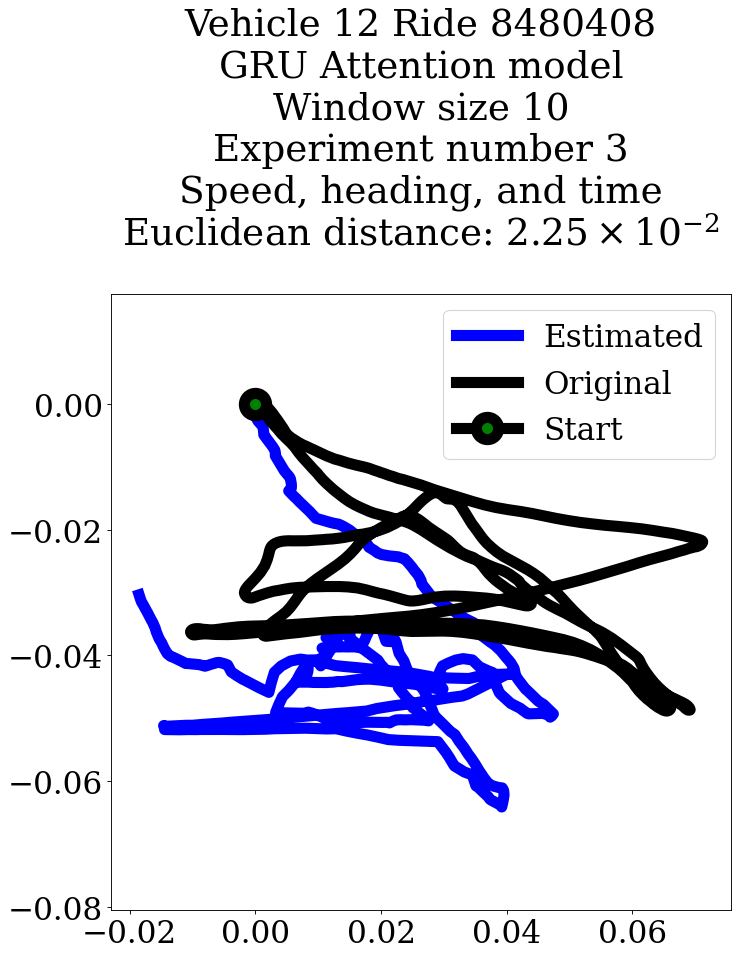 Vehicle 12 Ride 8480408
GRU Attention model
Window size 10
Experiment number 3
Speed, heading, and time
Euclidean distance: 2.25 × 10⁻²
Estimated
Original
Start
0.00
−0.02
−0.04
−0.06
−0.08
−0.02 0.00 0.02 0.04 0.06